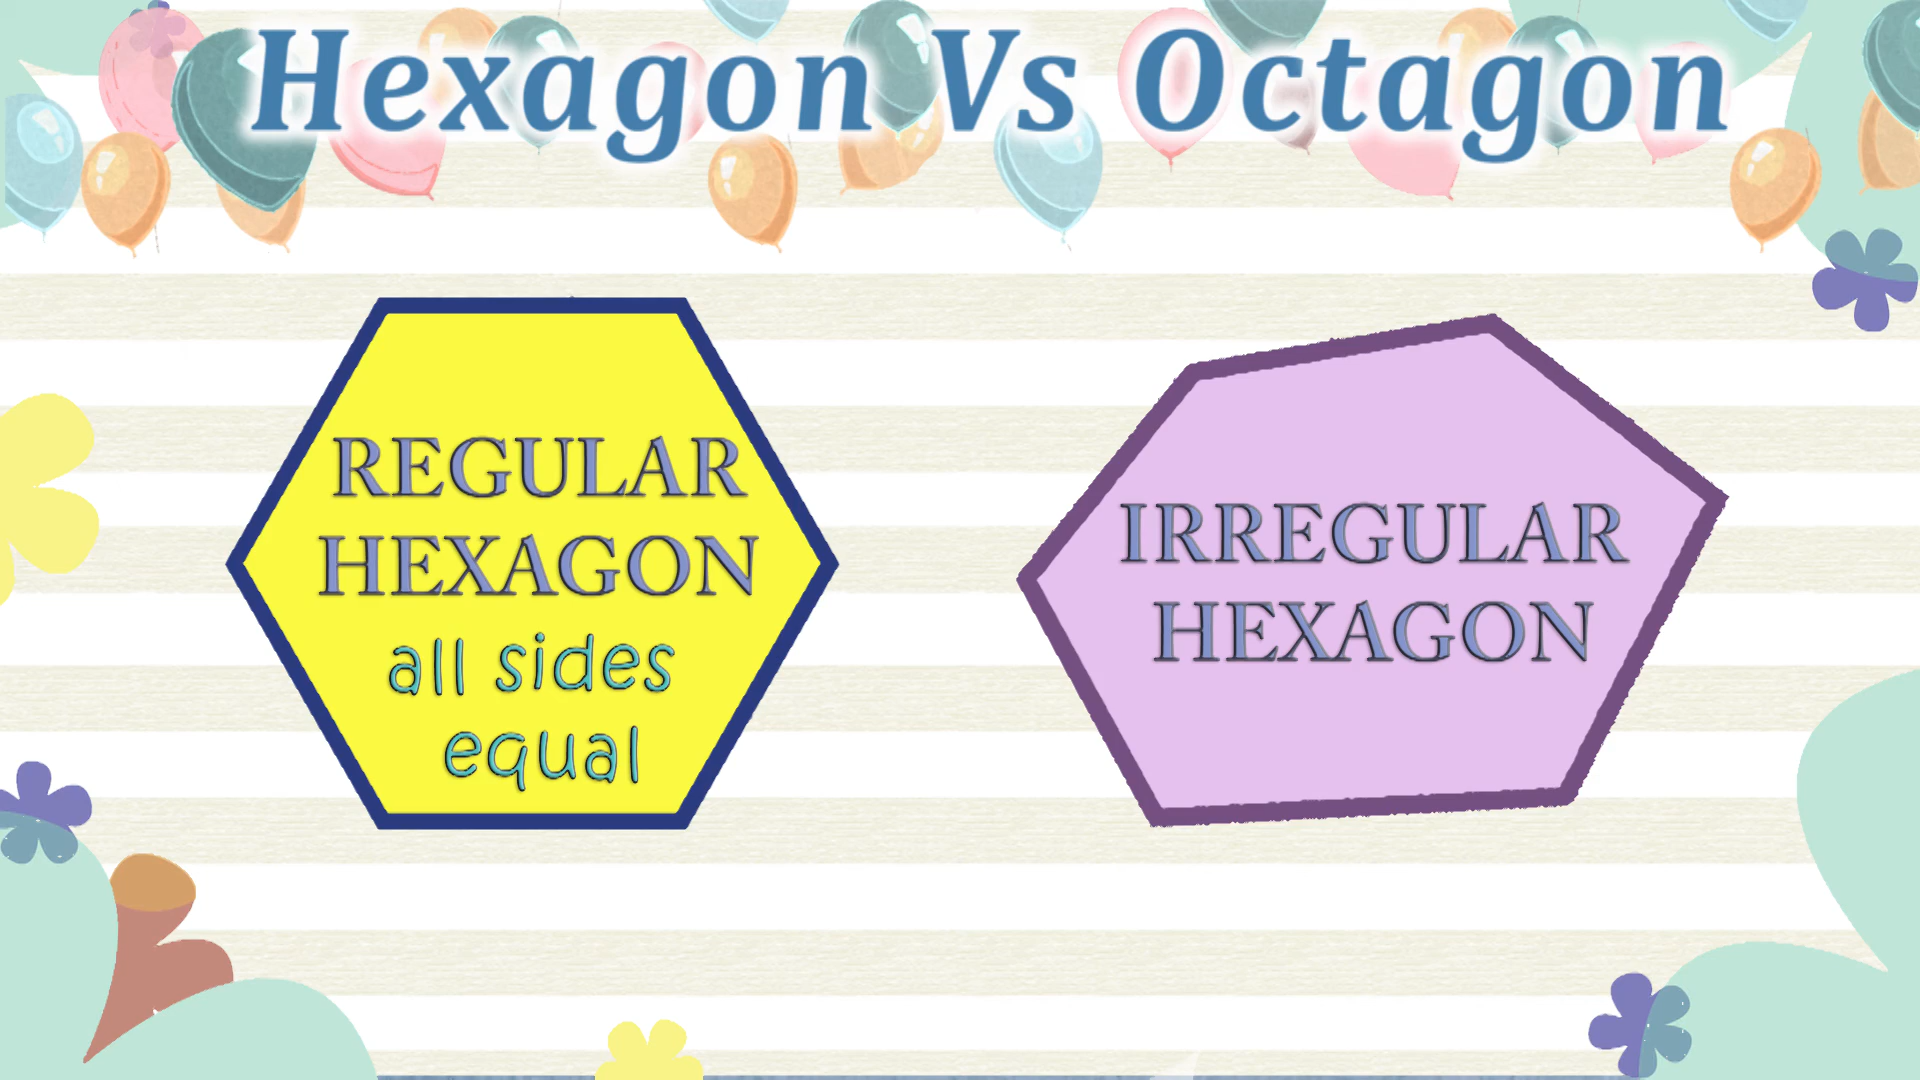 Hexagon Vs Octagon
REGULAR
HEXAGON
all sides
equal
IRREGULAR
HEXAGON